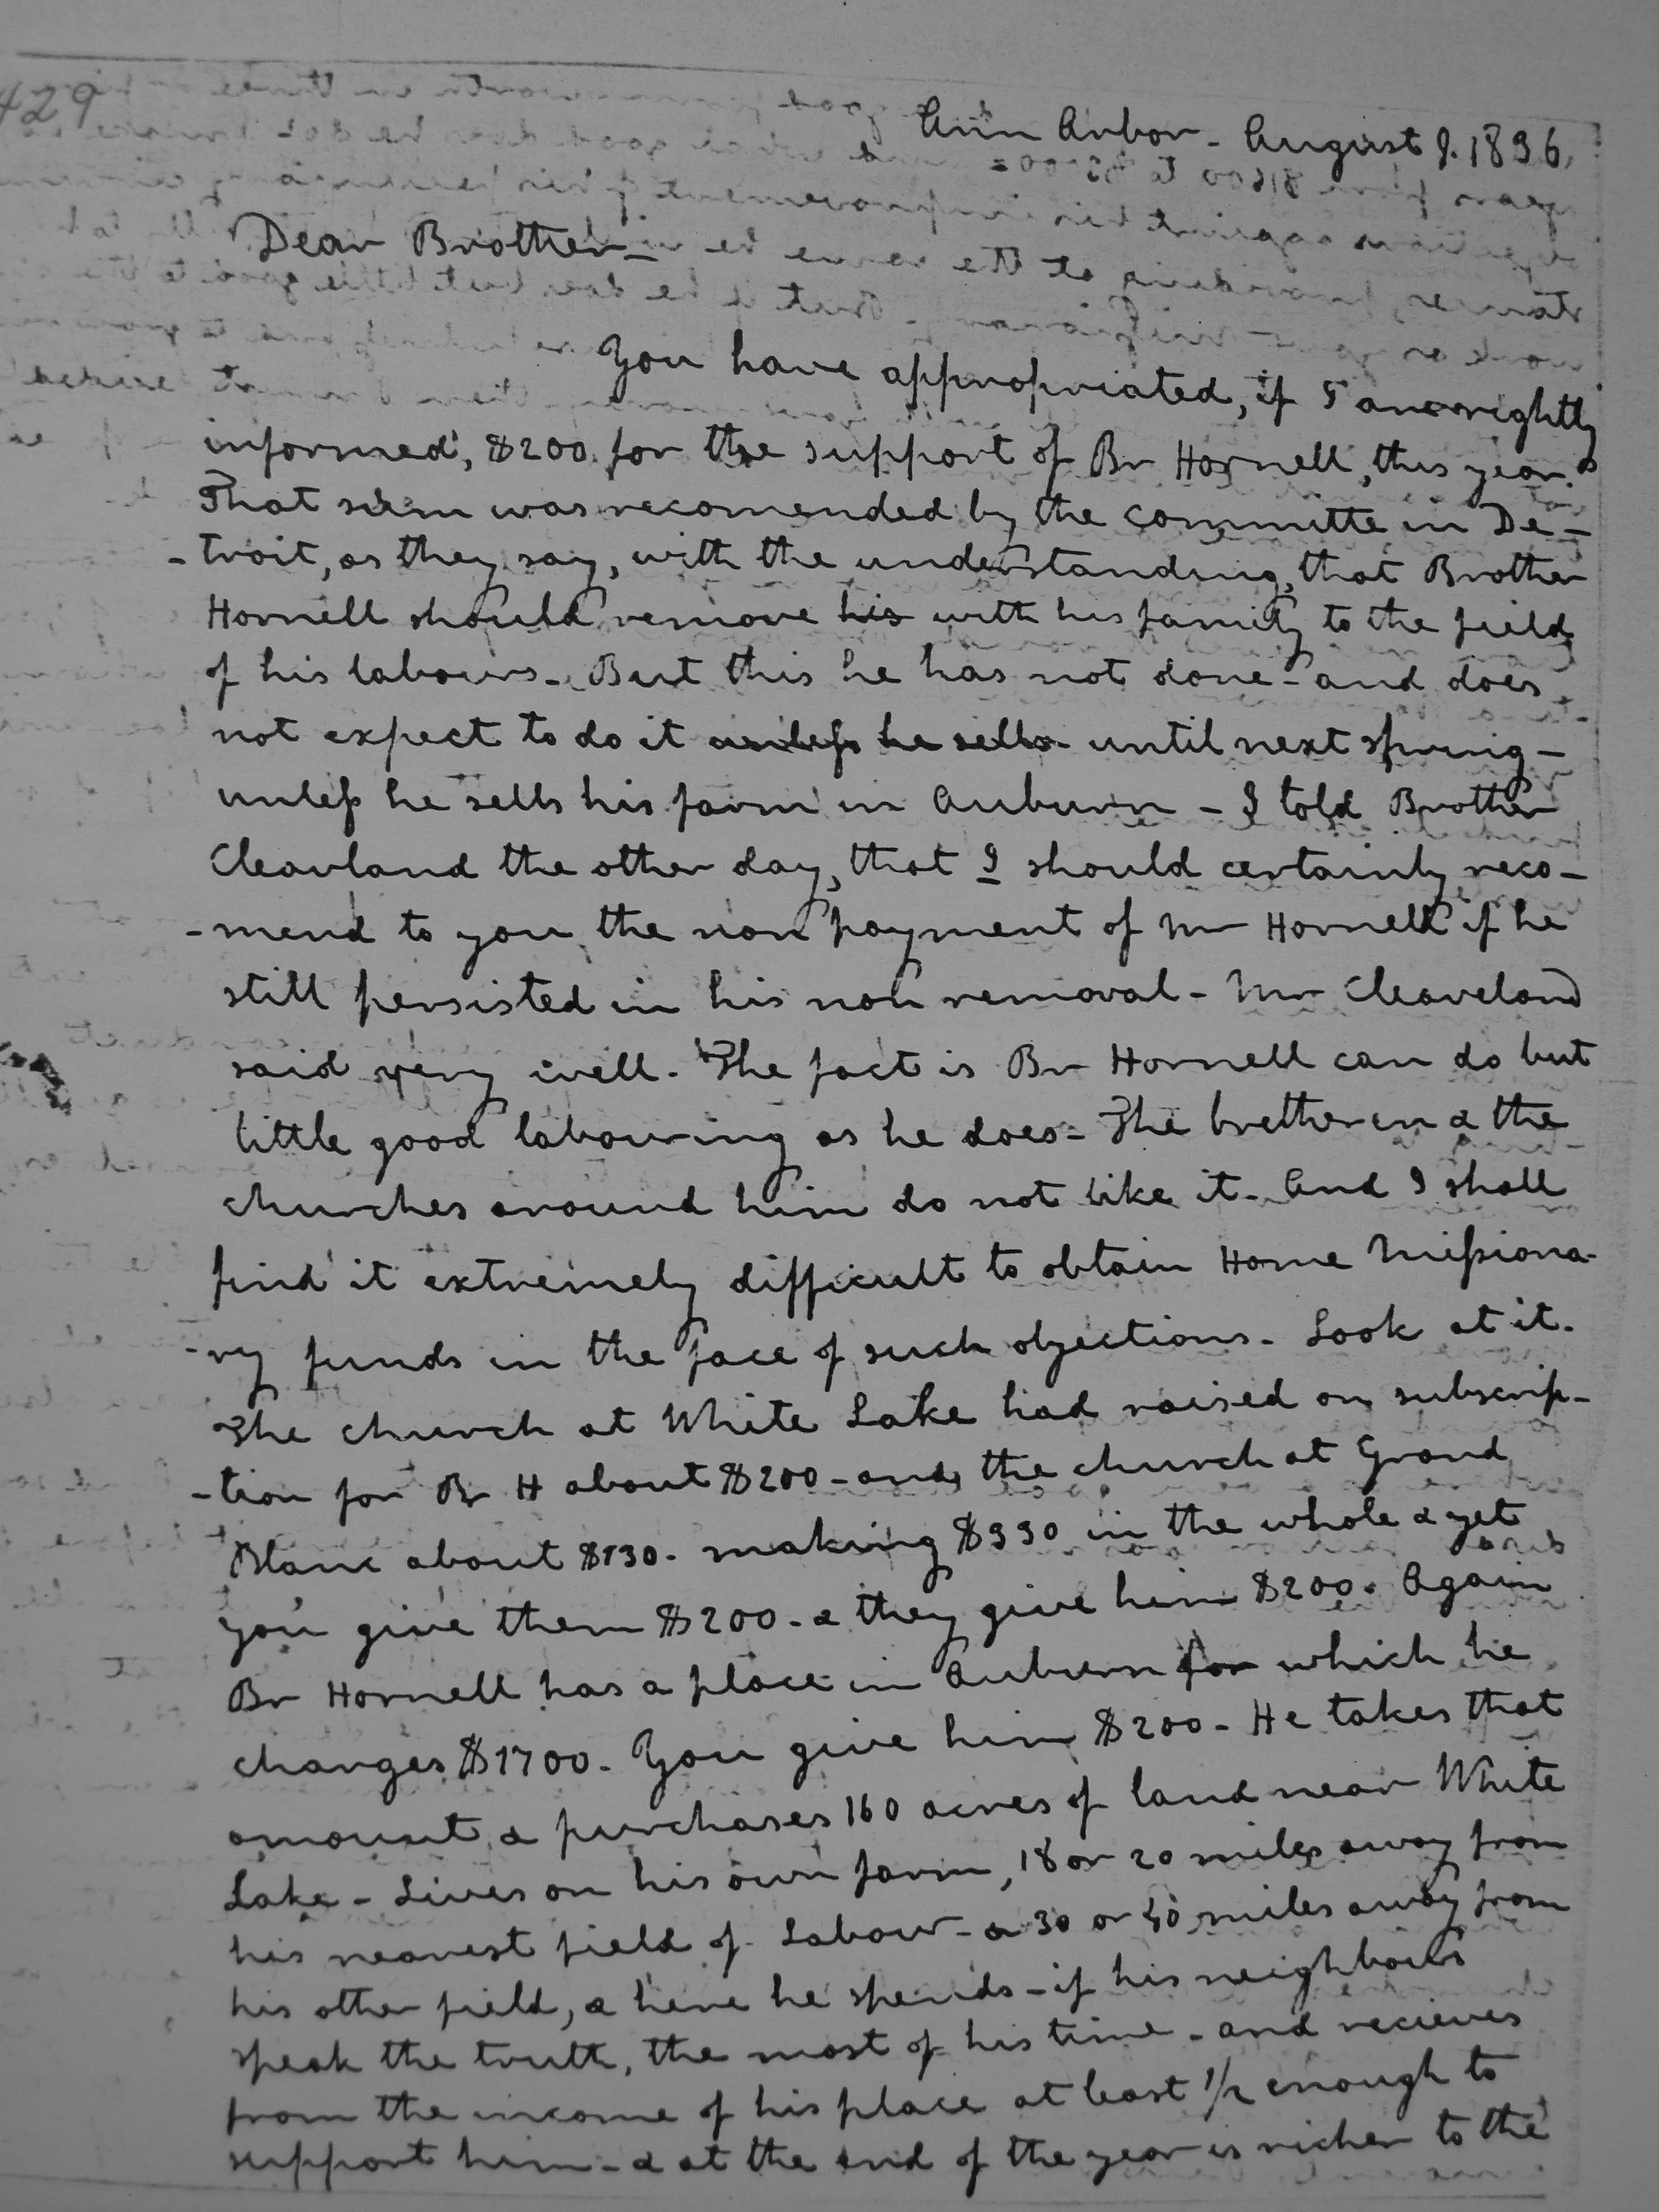 429
Ann Arbor - August 9. 1836.
Dear Brother -
You have appropriated, if I am rightly
informed, $200 for the support of Br Hornell, this year.
That sum was recomended by the committe in De-
-troit, as they say, with the understanding, that Brother
Hornell should remove his with his family to the field
of his labours - But this he has not done - and does
not expect to do it unless he sells - until next spring -
unless he sells his farm in Auburn - I told Brother
Cleavland the other day, that I should certainly reco-
-mend to you the non payment of Mr Hornell if he
still persisted in his non removal - Mr Cleaveland
said very well. The fact is Br Hornell can do but
little good labouring as he does - The bretheren & the
churches around him do not like it - And I shall
find it extremely difficult to obtain Home Missiona-
-ry funds in the face of such objections - Look at it.
The church at White Lake had raised on subscrip-
-tion for Br H about $200 - and the church at Grand
Blanc about $130 - making $330 in the whole & yet
you give them $200 - & they give him $200. Again
Br Hornell has a place in Auburn for which he
charges $1700. You give him $200 - He takes that
amount & purchases 160 acres of land near White
Lake - Lives on his own farm, 18 or 20 miles away from
his nearest field of Labour - & 30 or 40 miles away from
his other field, & here he spends - if his neighbours
speak the truth, the most of his time - and recieves
from the income of his place at least 1/2 enough to
support him - & at the end of the year is richer to the